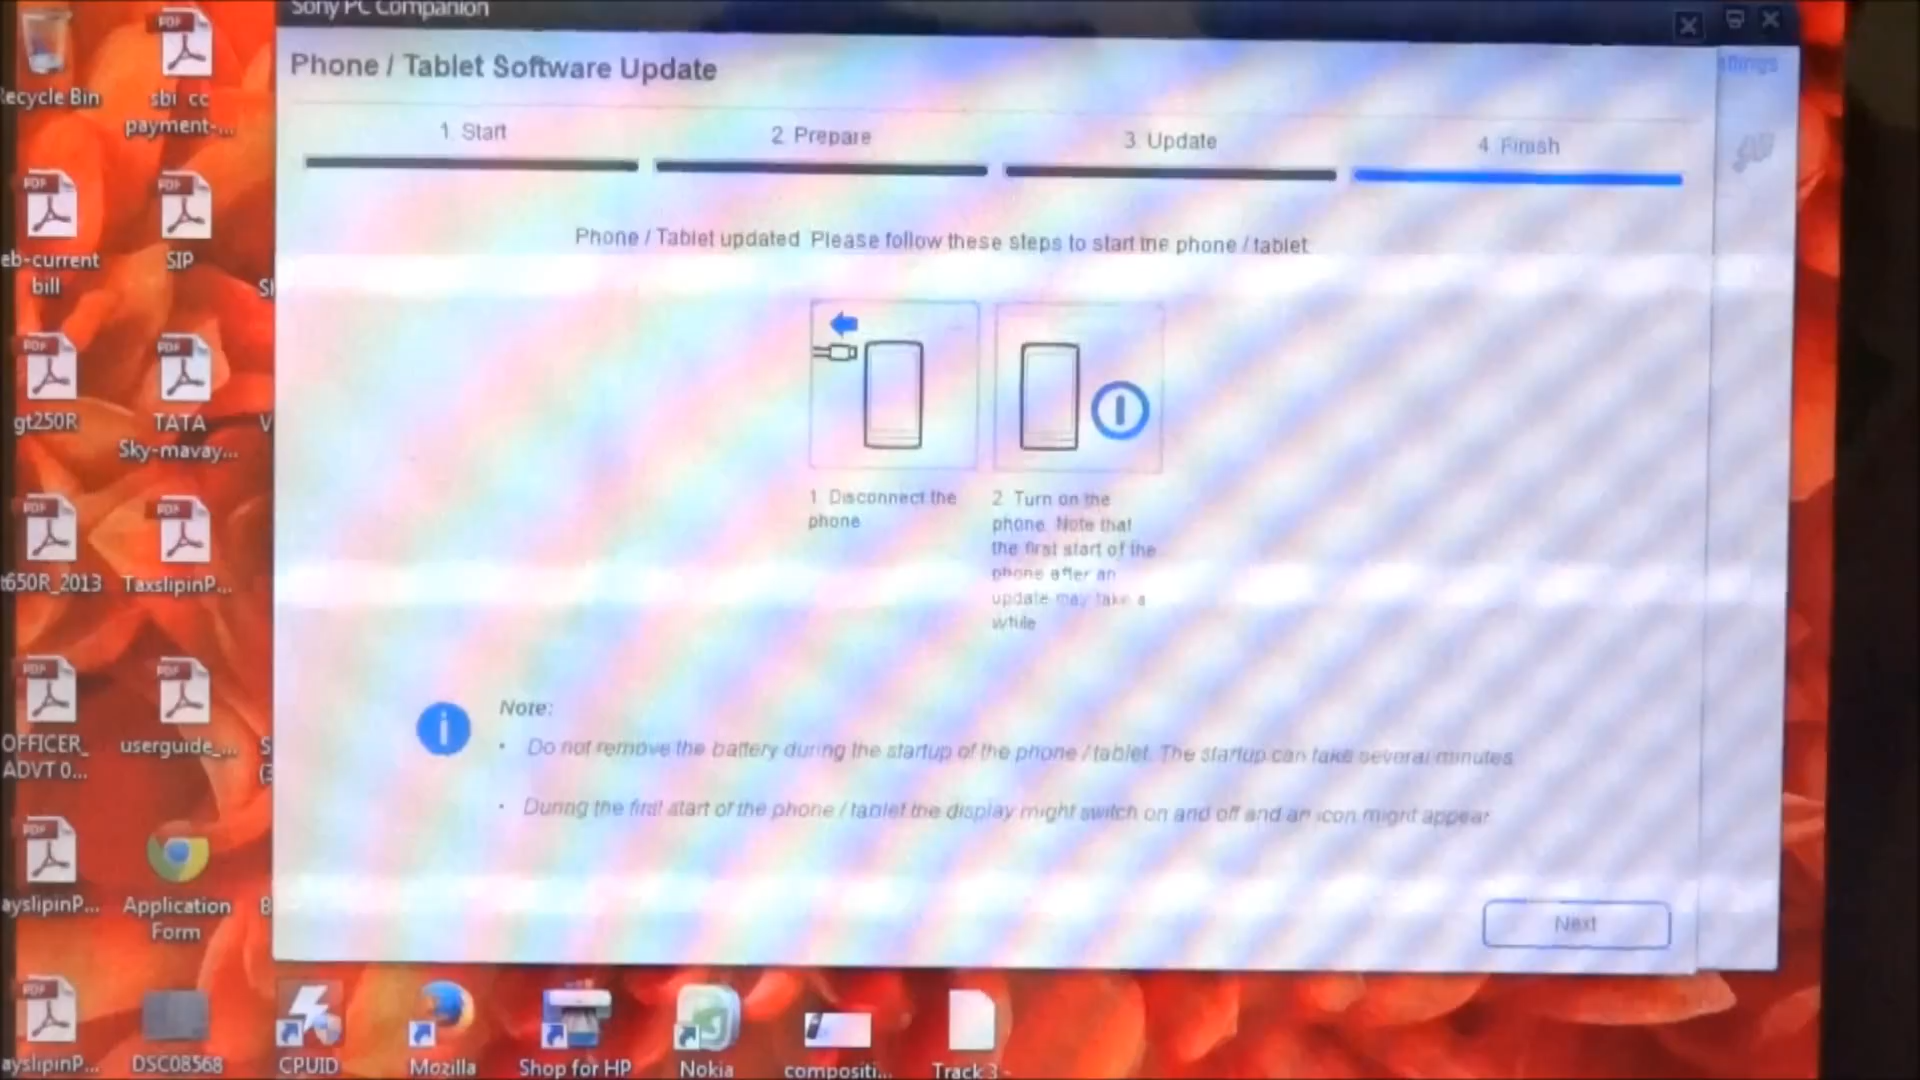 Sony PC Companion
Phone / Tablet Software Update
ttings
1. Start
2. Prepare
3. Update
4. Finish
Phone / Tablet updated. Please follow these steps to start the phone / tablet.
1. Disconnect the
phone.
2. Turn on the
phone. Note that
the first start of the
phone after an
update may take a
while.
Note:
• Do not remove the battery during the startup of the phone / tablet. The startup can take several minutes.
• During the first start of the phone / tablet the display might switch on and off and an icon might appear.
Next
Recycle Bin
sbi cc
payment-...
eb-current
bill
SIP
gt250R
TATA
Sky-mavay...
t650R_2013
TaxslipinP...
OFFICER_
ADVT 0...
userguide_...
ayslipinP...
Application
Form
ayslipinP...
DSC08568
CPUID
Mozilla
Shop for HP
Nokia
compositi...
Track 3 -